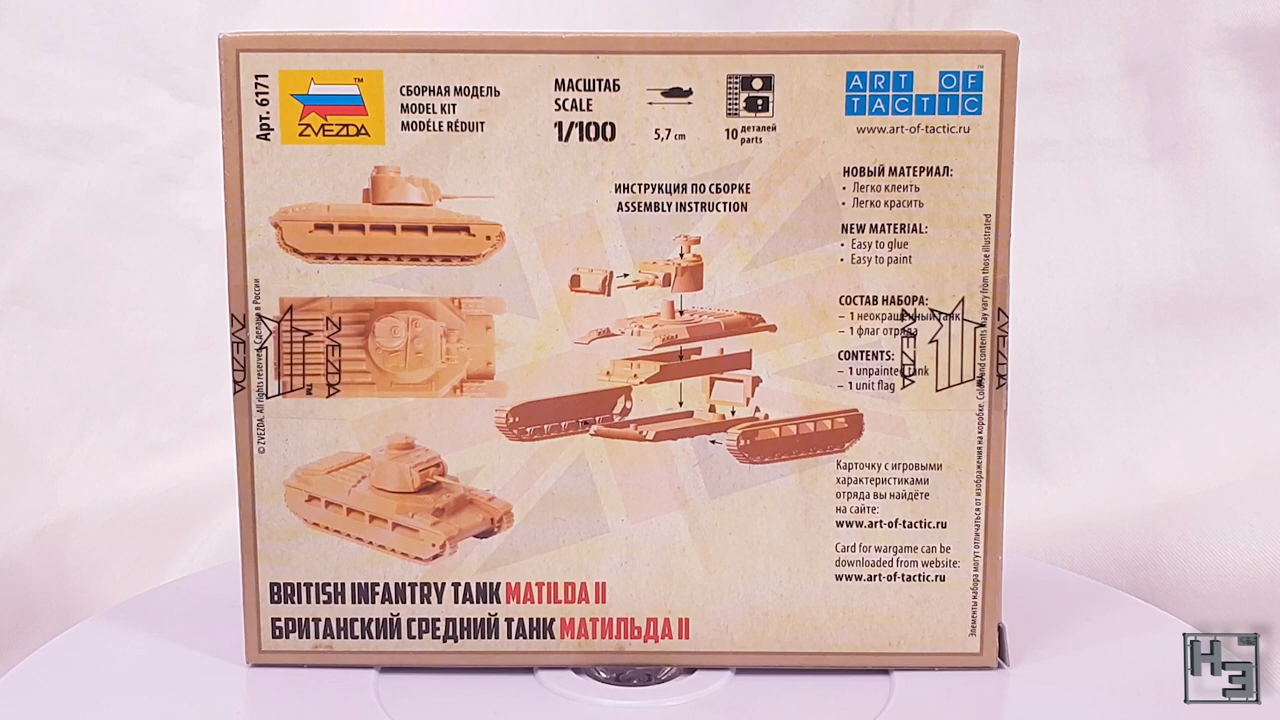 Арт. 6171
ZVEZDA™
СБОРНАЯ МОДЕЛЬ
MODEL KIT
MODÈLE RÉDUIT
МАСШТАБ
SCALE
1/100
5,7 cm
10 деталей
parts
ART OF
TACTIC™
www.art-of-tactic.ru
ИНСТРУКЦИЯ ПО СБОРКЕ
ASSEMBLY INSTRUCTION
НОВЫЙ МАТЕРИАЛ:
• Легко клеить
• Легко красить
NEW MATERIAL:
• Easy to glue
• Easy to paint
СОСТАВ НАБОРА:
– 1 неокрашенный танк
– 1 флаг отряда
CONTENTS:
– 1 unpainted tank
– 1 unit flag
Карточку с игровыми
характеристиками
отряда вы найдёте
на сайте:
www.art-of-tactic.ru
Card for wargame can be
downloaded from website:
www.art-of-tactic.ru
© ZVEZDA. All rights reserved. Сделано в России
ZVEZDA
ZVEZDA™
ZVEZDA
ZVEZDA
Элементы набора могут отличаться от изображения на коробке. Colors and contents may vary from those illustrated
BRITISH INFANTRY TANK MATILDA II
БРИТАНСКИЙ СРЕДНИЙ ТАНК МАТИЛЬДА II
НЭ